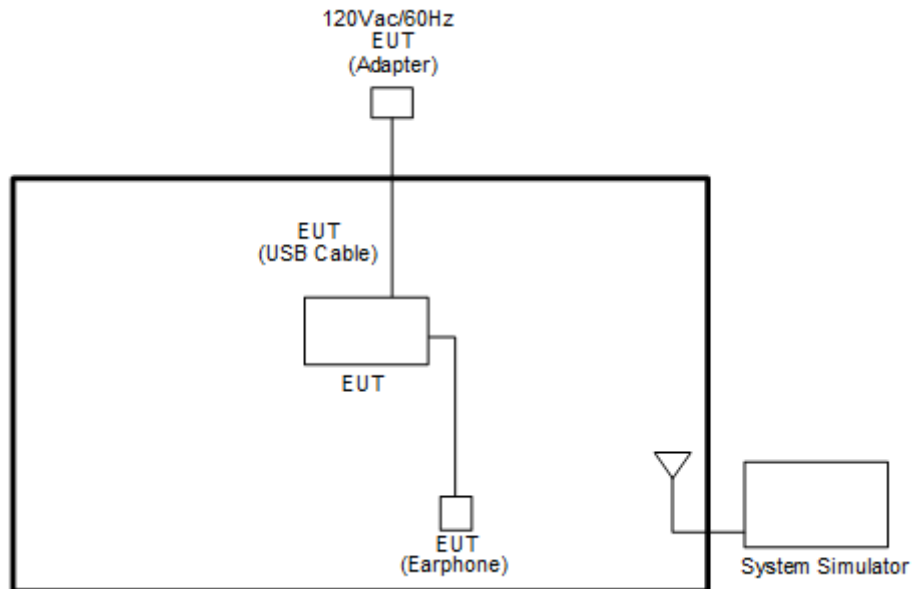 120Vac/60Hz
EUT
(Adapter)
EUT
(USB Cable)
EUT
EUT
(Earphone)
System Simulator